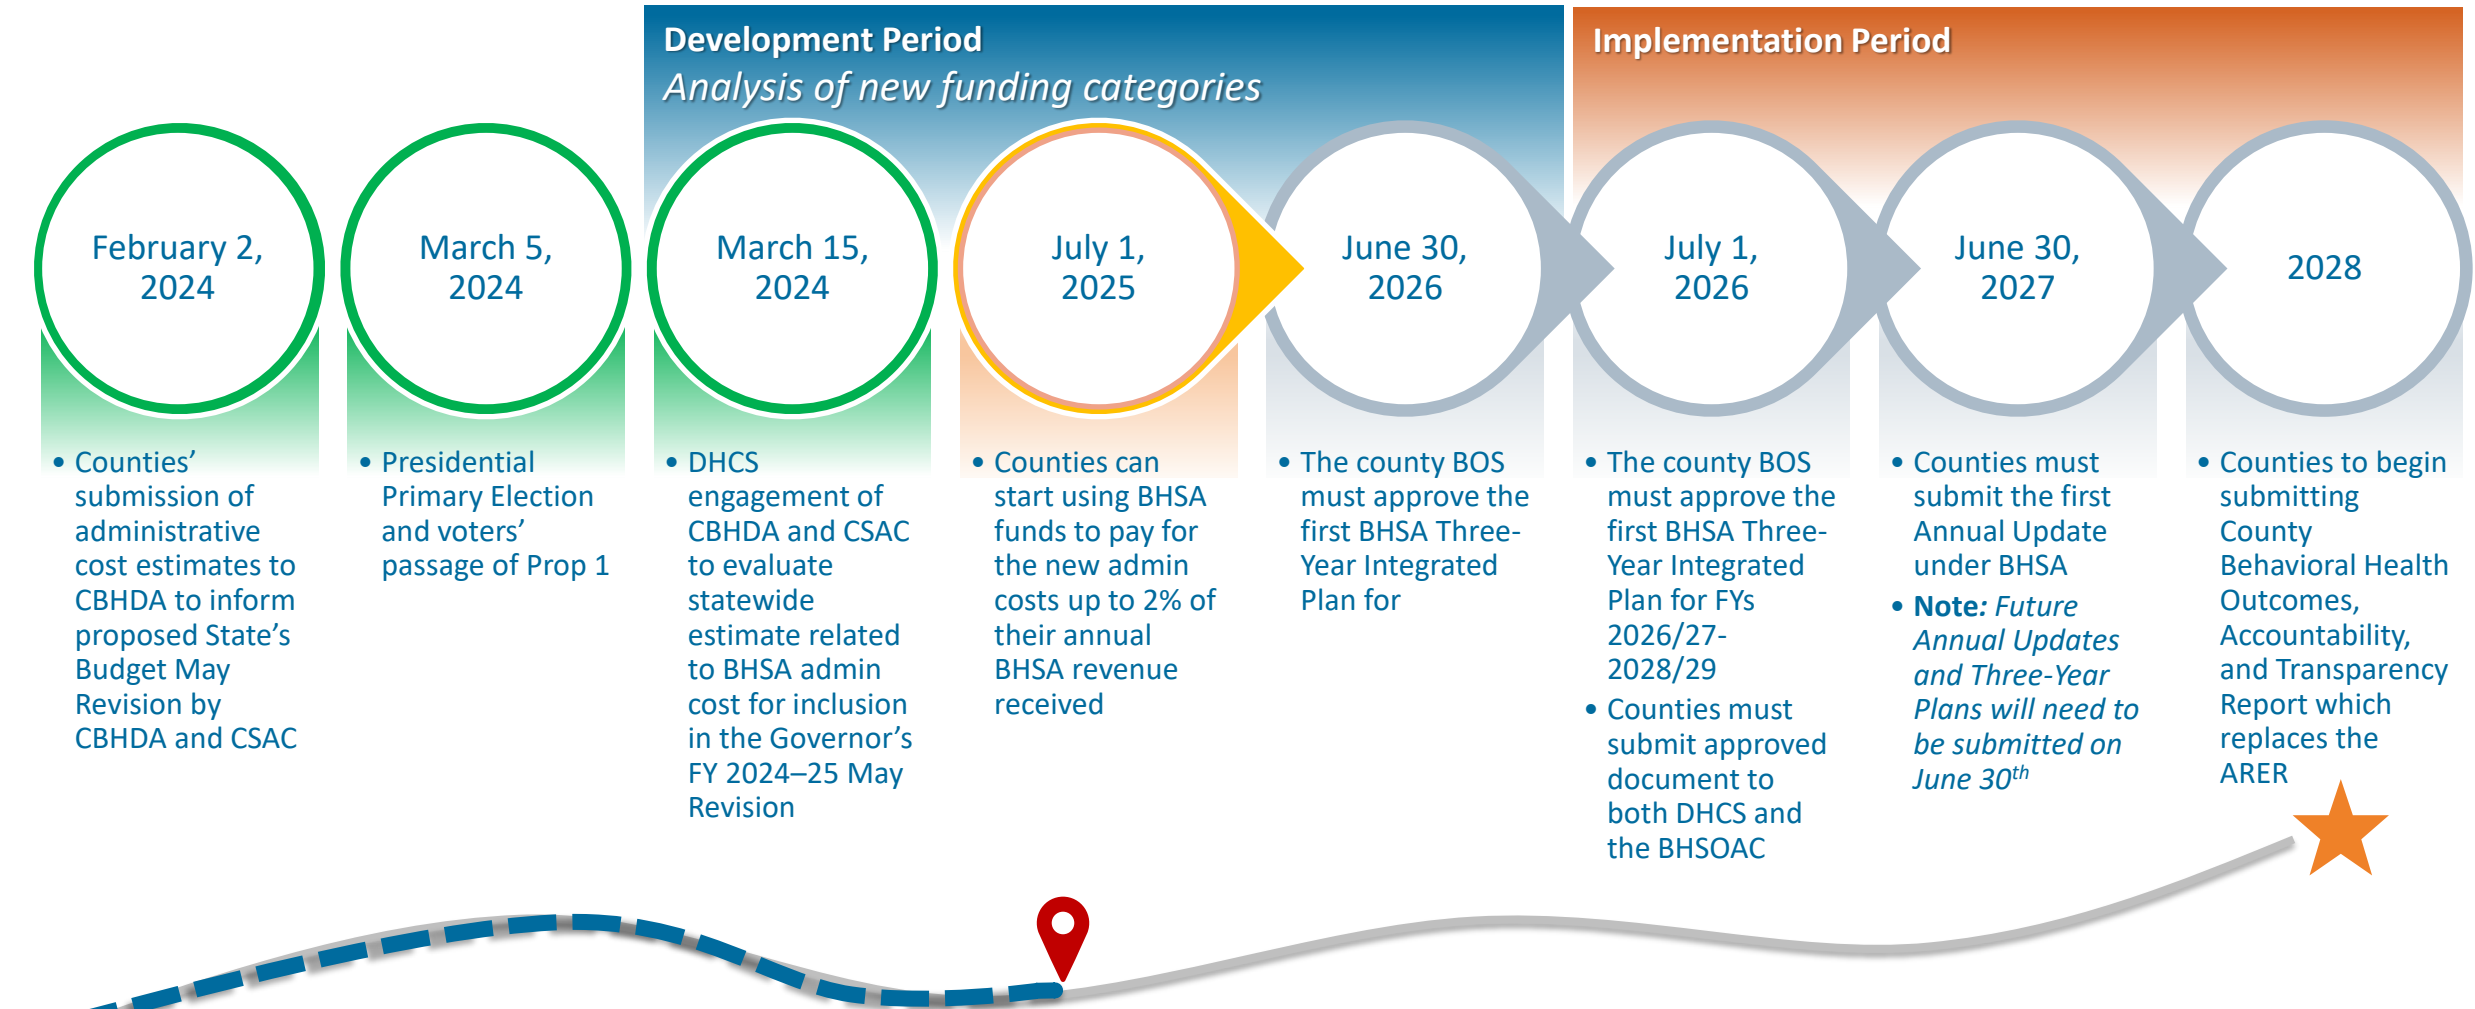 Development Period
Analysis of new funding categories
Implementation Period
February 2,
2024
March 5,
2024
March 15,
2024
July 1,
2025
June 30,
2026
July 1,
2026
June 30,
2027
2028
• Counties’
submission of
administrative
cost estimates to
CBHDA to inform
proposed State’s
Budget May
Revision by
CBHDA and CSAC
• Presidential
Primary Election
and voters’
passage of Prop 1
• DHCS
engagement of
CBHDA and CSAC
to evaluate
statewide
estimate related
to BHSA admin
cost for inclusion
in the Governor’s
FY 2024–25 May
Revision
• Counties can
start using BHSA
funds to pay for
the new admin
costs up to 2% of
their annual
BHSA revenue
received
• The county BOS
must approve the
first BHSA Three-
Year Integrated
Plan for
• The county BOS
must approve the
first BHSA Three-
Year Integrated
Plan for FYs
2026/27-
2028/29
• Counties must
submit approved
document to
both DHCS and
the BHSOAC
• Counties must
submit the first
Annual Update
under BHSA
• Note: Future
Annual Updates
and Three-Year
Plans will need to
be submitted on
June 30th
• Counties to begin
submitting
County
Behavioral Health
Outcomes,
Accountability,
and Transparency
Report which
replaces the
ARER